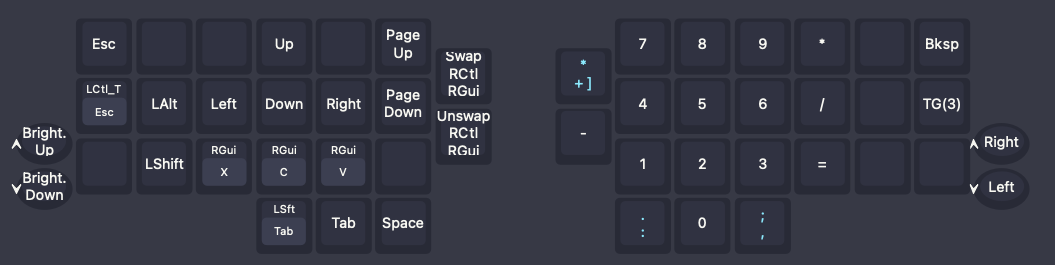 Esc
Up
Page
Up
Swap
RCtl
RGui
*
+ ]
7
8
9
*
Bksp
LCtl_T
Esc
LAlt
Left
Down
Right
Page
Down
Unswap
RCtl
RGui
-
4
5
6
/
TG(3)
Bright.
Up
Bright.
Down
LShift
RGui
X
RGui
C
RGui
V
1
2
3
=
Right
Left
LSft
Tab
Tab
Space
.
:
0
;
,